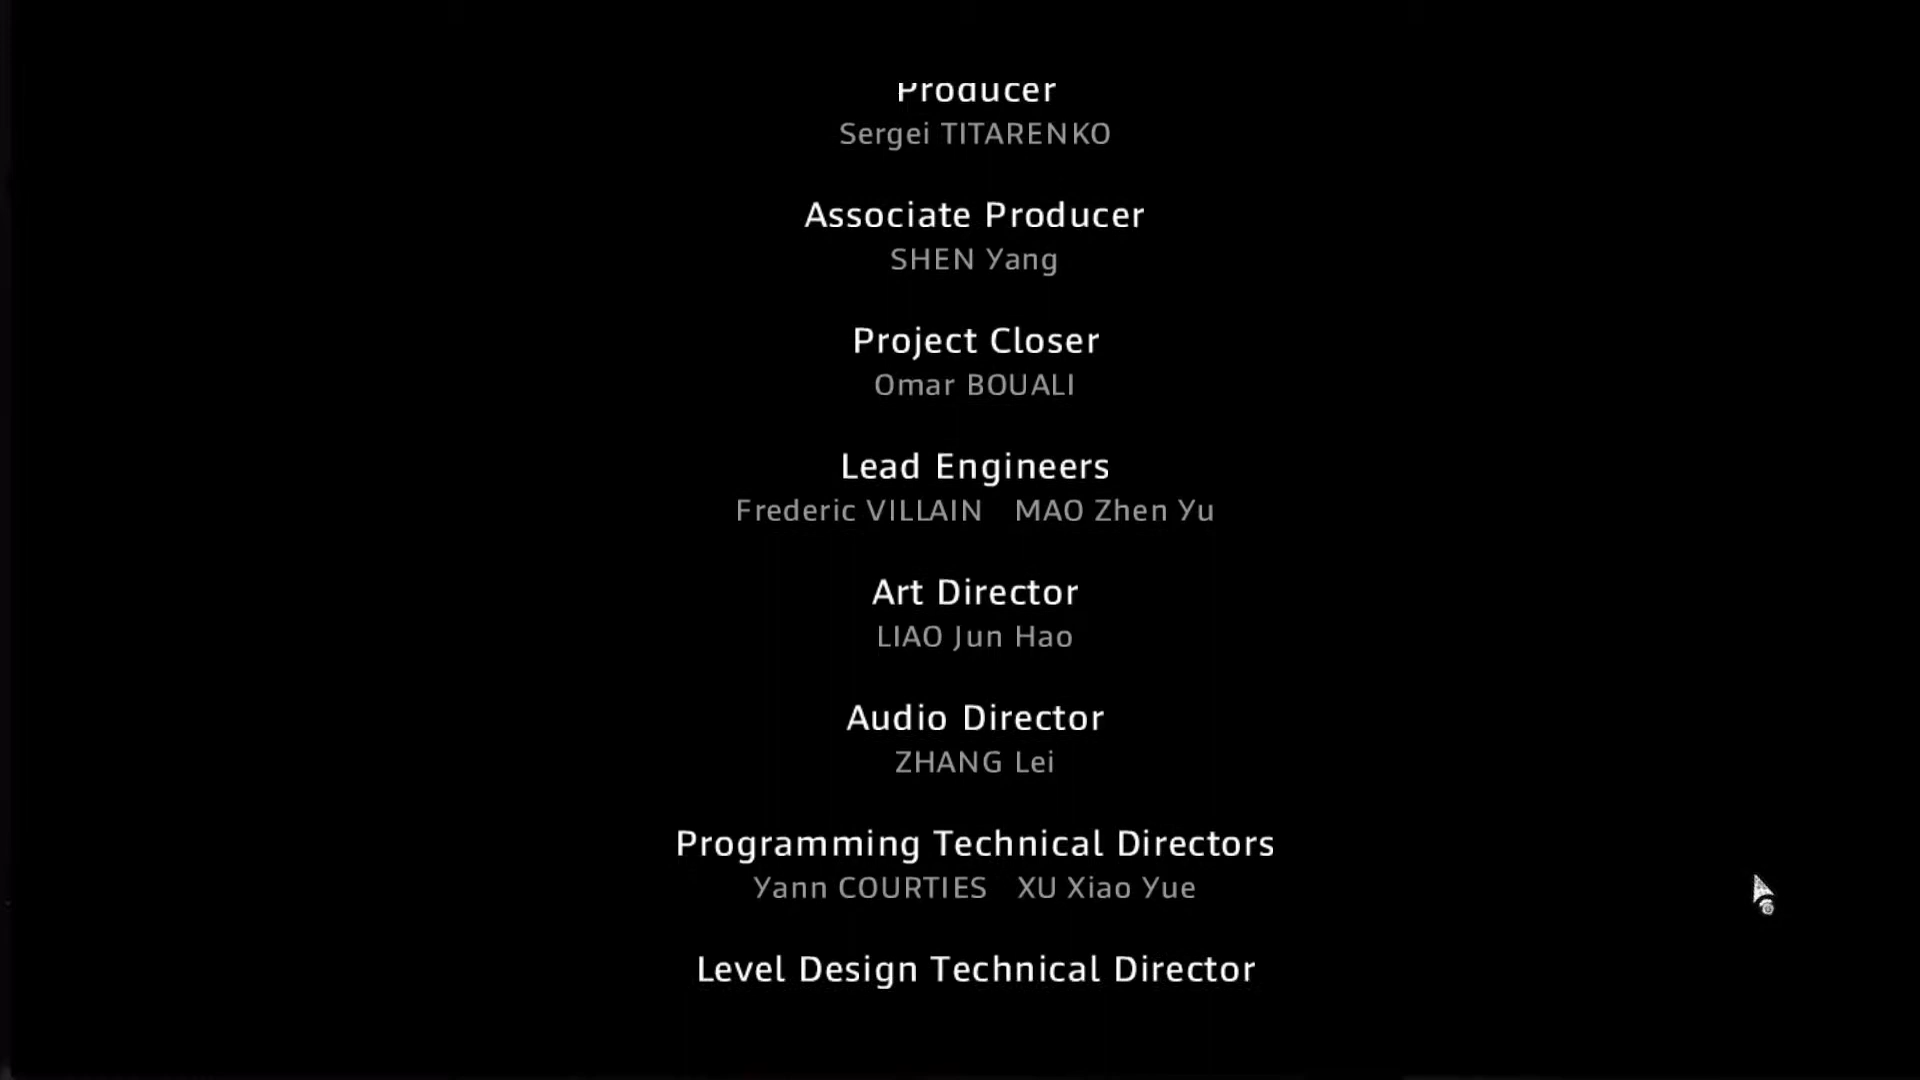 Producer
Sergei TITARENKO
Associate Producer
SHEN Yang
Project Closer
Omar BOUALI
Lead Engineers
Frederic VILLAIN MAO Zhen Yu
Art Director
LIAO Jun Hao
Audio Director
ZHANG Lei
Programming Technical Directors
Yann COURTIES XU Xiao Yue
Level Design Technical Director